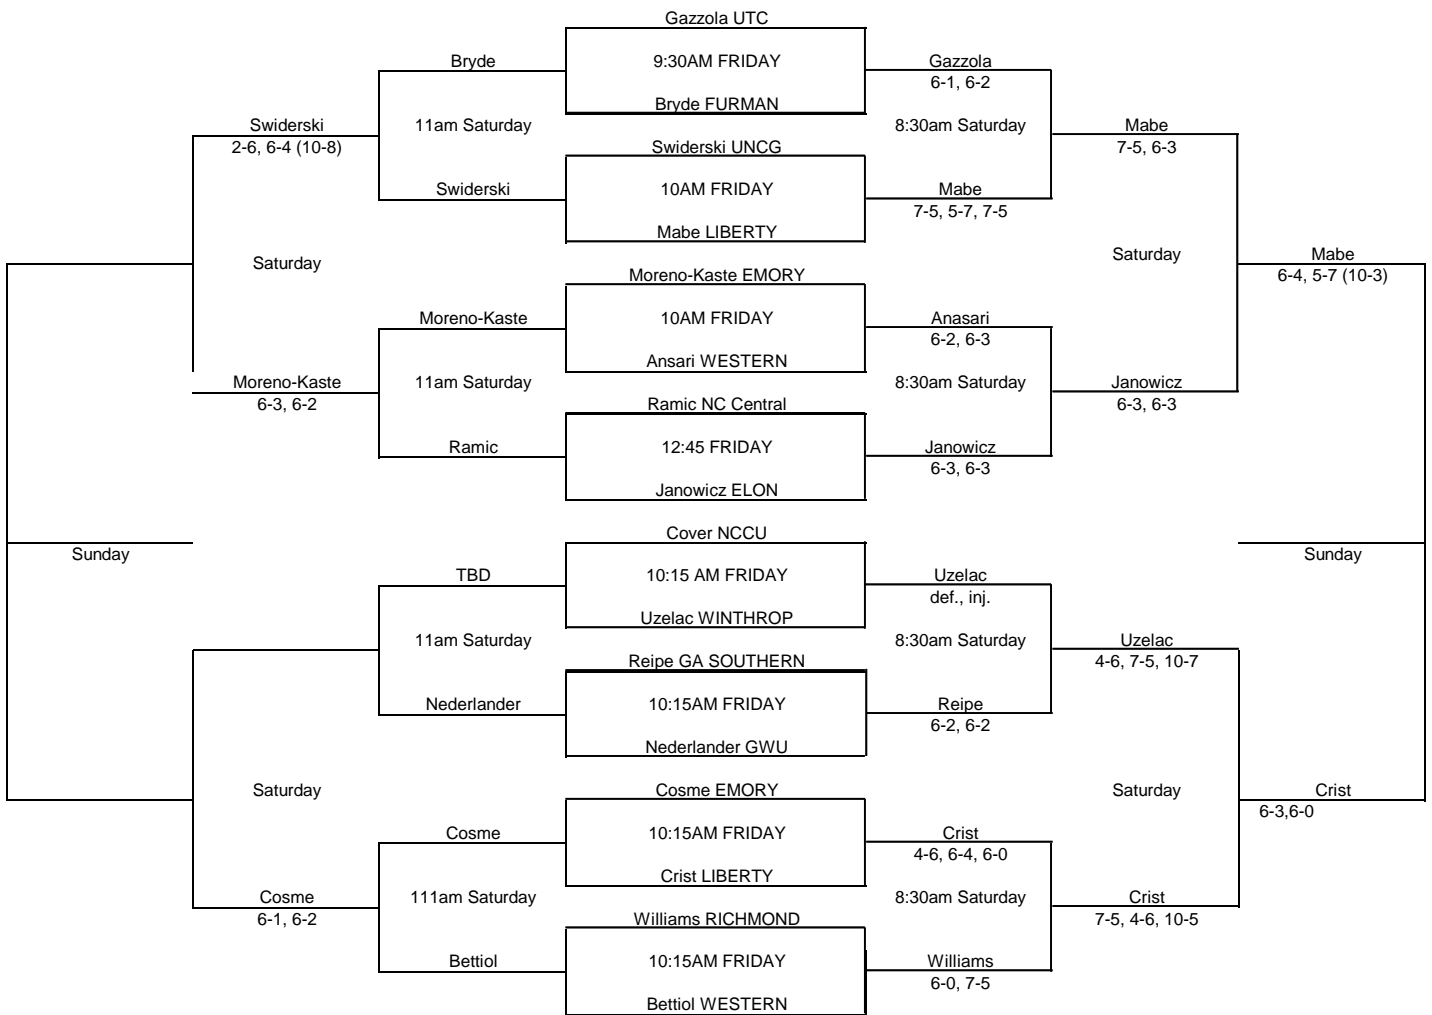 Gazzola UTC
Bryde
9:30AM FRIDAY
Gazzola
6-1, 6-2
Bryde FURMAN
Swiderski
2-6, 6-4 (10-8)
11am Saturday
8:30am Saturday
Mabe
7-5, 6-3
Swiderski UNCG
Swiderski
10AM FRIDAY
Mabe
7-5, 5-7, 7-5
Mabe LIBERTY
Saturday
Saturday
Mabe
6-4, 5-7 (10-3)
Moreno-Kaste EMORY
Moreno-Kaste
10AM FRIDAY
Anasari
6-2, 6-3
Ansari WESTERN
Moreno-Kaste
6-3, 6-2
11am Saturday
8:30am Saturday
Janowicz
6-3, 6-3
Ramic NC Central
Ramic
12:45 FRIDAY
Janowicz
6-3, 6-3
Janowicz ELON
Cover NCCU
Sunday
Sunday
TBD
10:15 AM FRIDAY
Uzelac
def., inj.
Uzelac WINTHROP
11am Saturday
8:30am Saturday
Uzelac
4-6, 7-5, 10-7
Reipe GA SOUTHERN
Nederlander
10:15AM FRIDAY
Reipe
6-2, 6-2
Nederlander GWU
Saturday
Cosme EMORY
Saturday
Crist
6-3,6-0
Cosme
10:15AM FRIDAY
Crist
4-6, 6-4, 6-0
Crist LIBERTY
Cosme
6-1, 6-2
111am Saturday
8:30am Saturday
Crist
7-5, 4-6, 10-5
Williams RICHMOND
Bettiol
10:15AM FRIDAY
Williams
6-0, 7-5
Bettiol WESTERN